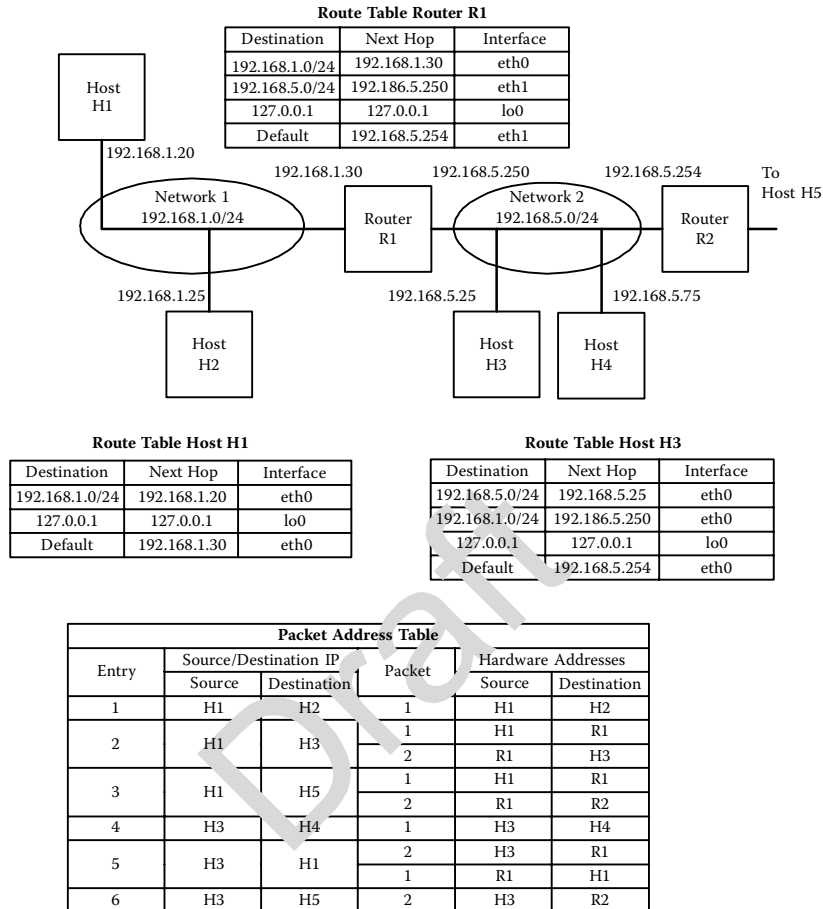 Route Table Router R1
Destination Next Hop Interface
192.168.1.0/24 192.168.1.30 eth0
192.168.5.0/24 192.186.5.250 eth1
127.0.0.1 127.0.0.1 lo0
Default 192.168.5.254 eth1
Host
H1
192.168.1.20
192.168.1.30
192.168.5.250
192.168.5.254
To
Host H5
Network 1
192.168.1.0/24
Router
R1
Network 2
192.168.5.0/24
Router
R2
192.168.1.25
192.168.5.25
192.168.5.75
Host
H2
Host
H3
Host
H4
Route Table Host H1
Destination Next Hop Interface
192.168.1.0/24 192.168.1.20 eth0
127.0.0.1 127.0.0.1 lo0
Default 192.168.1.30 eth0
Route Table Host H3
Destination Next Hop Interface
192.168.5.0/24 192.168.5.25 eth0
192.168.1.0/24 192.186.5.250 eth0
127.0.0.1 127.0.0.1 lo0
Default 192.168.5.254 eth0
Draft
Packet Address Table
Entry Source/Destination IP Packet Hardware Addresses
Source Destination Source Destination
1 H1 H2 1 H1 H2
2 H1 H3 1 H1 R1
2 R1 H3
3 H1 H5 1 H1 R1
2 R1 R2
4 H3 H4 1 H3 H4
5 H3 H1 2 H3 R1
1 R1 H1
6 H3 H5 2 H3 R2